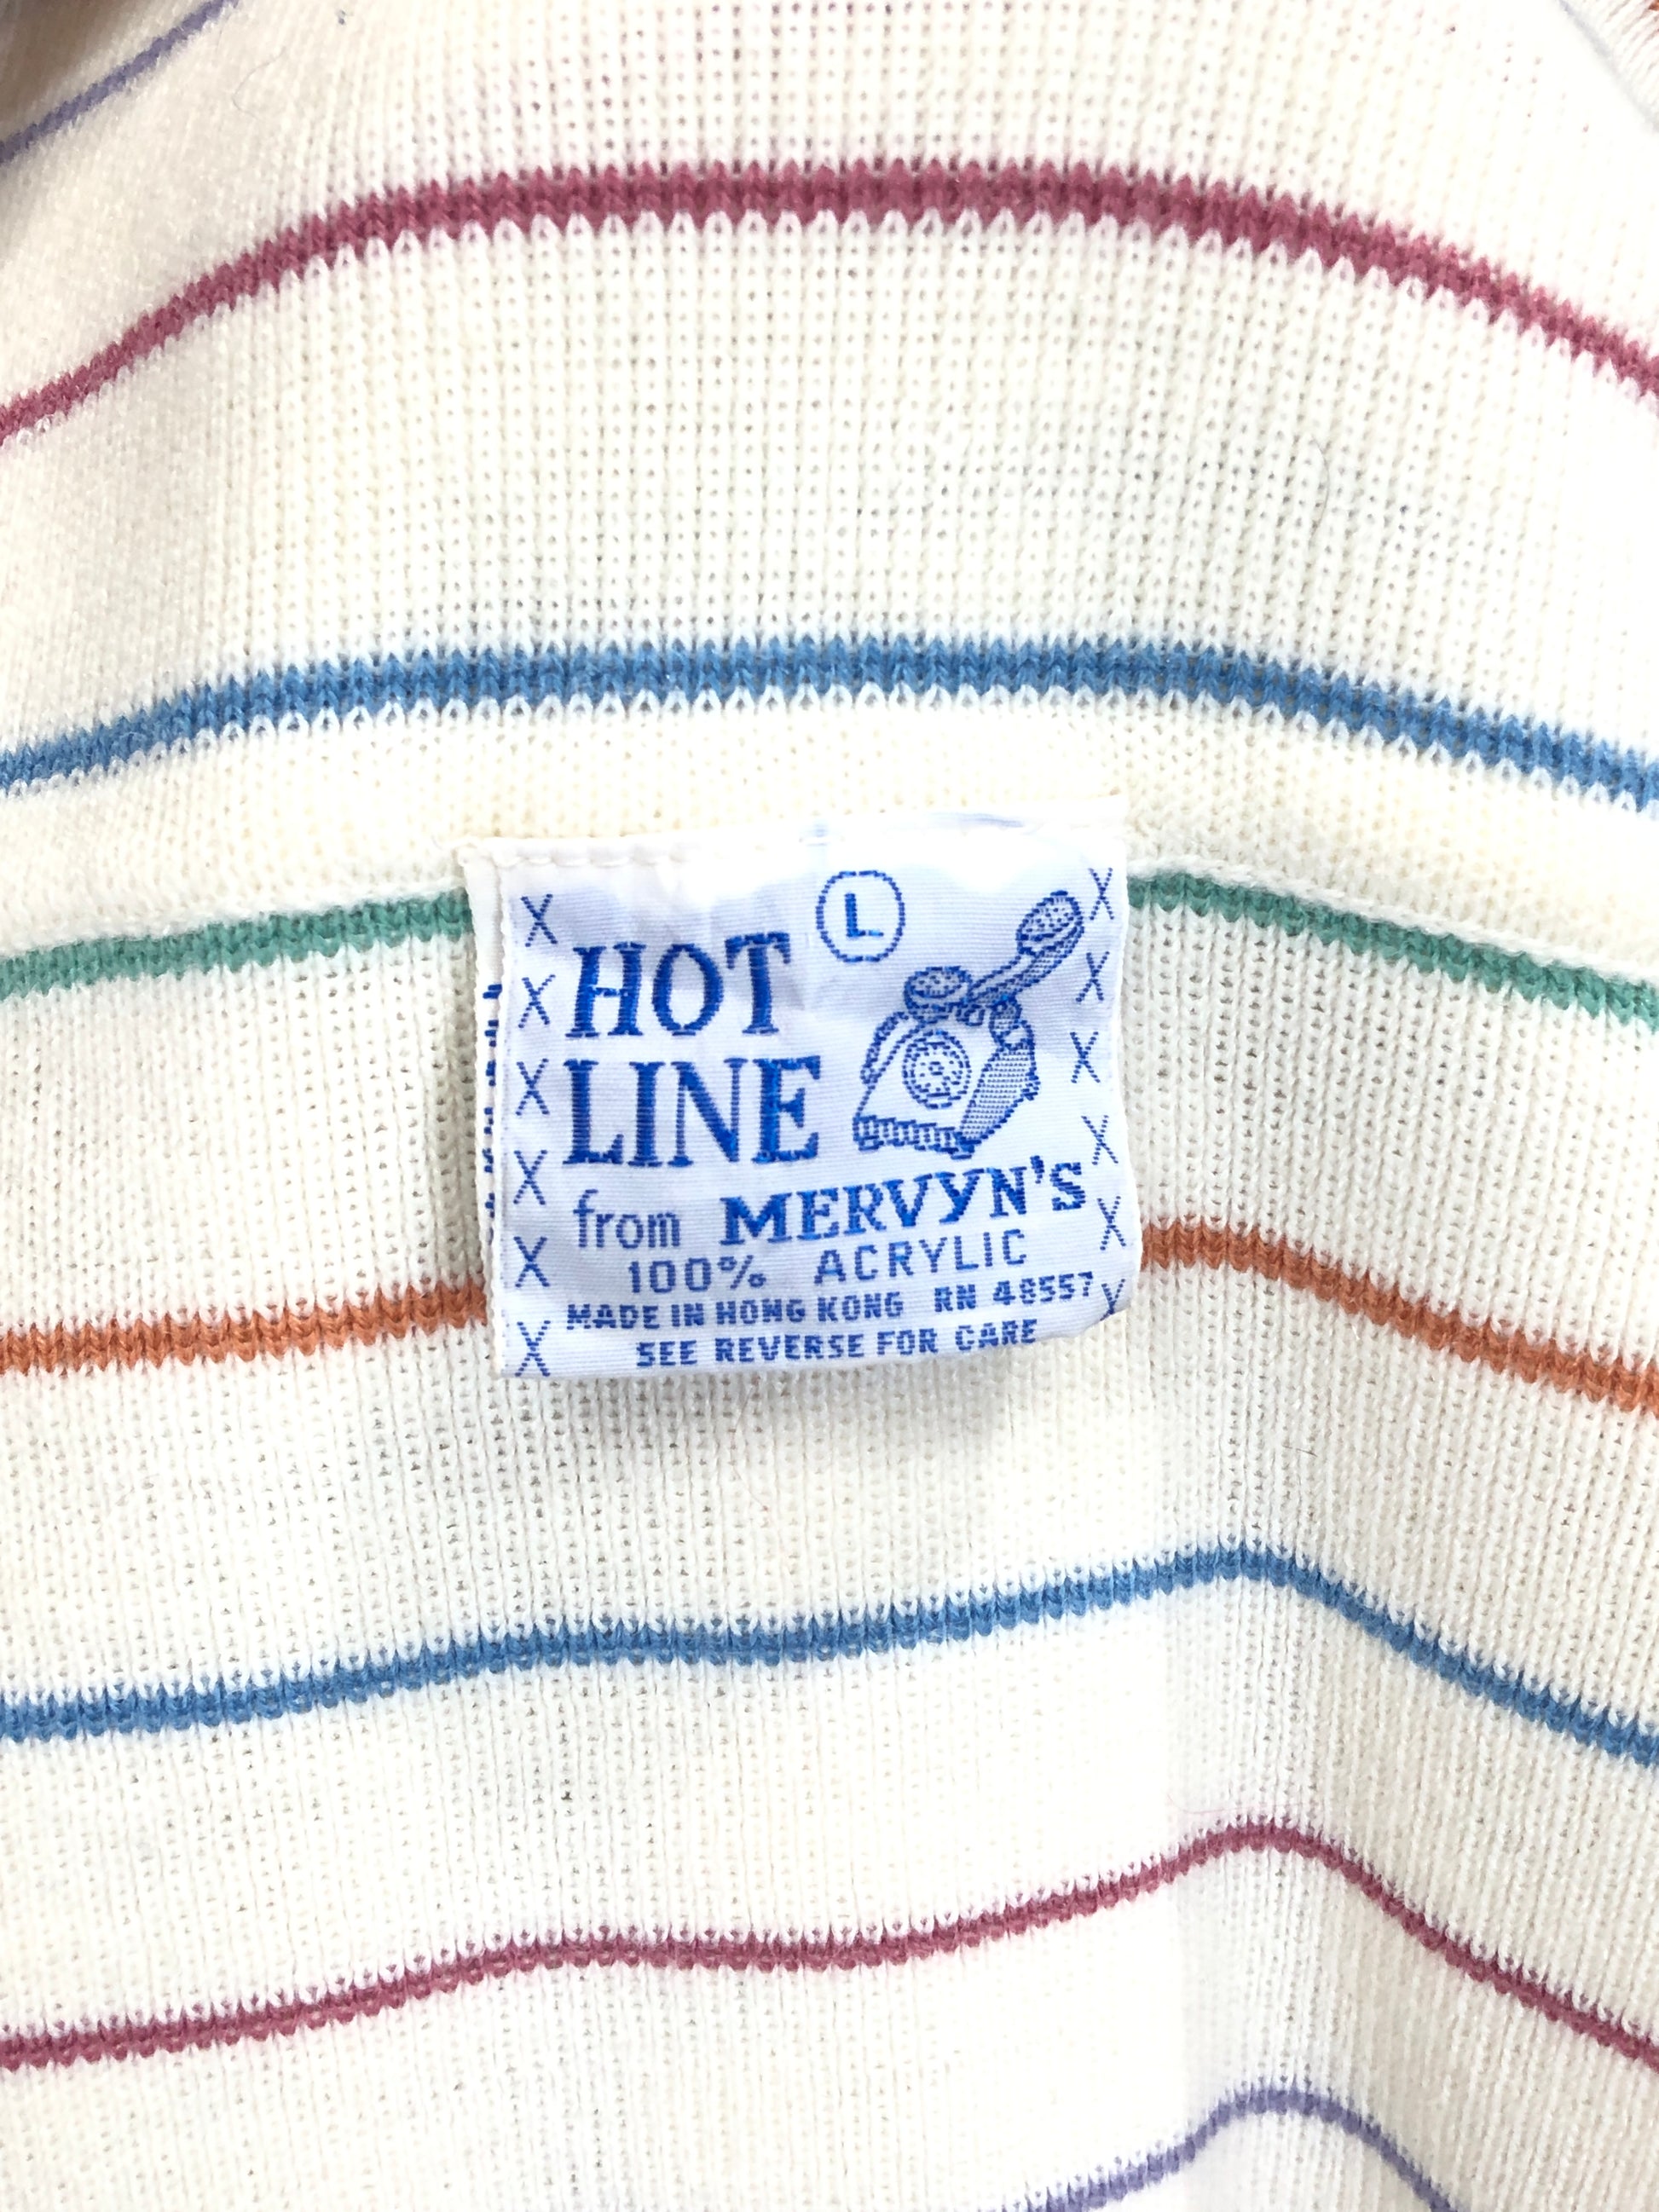 L
HOT
LINE
from MERVYN'S
100% ACRYLIC
MADE IN HONG KONG RN 48557
SEE REVERSE FOR CARE